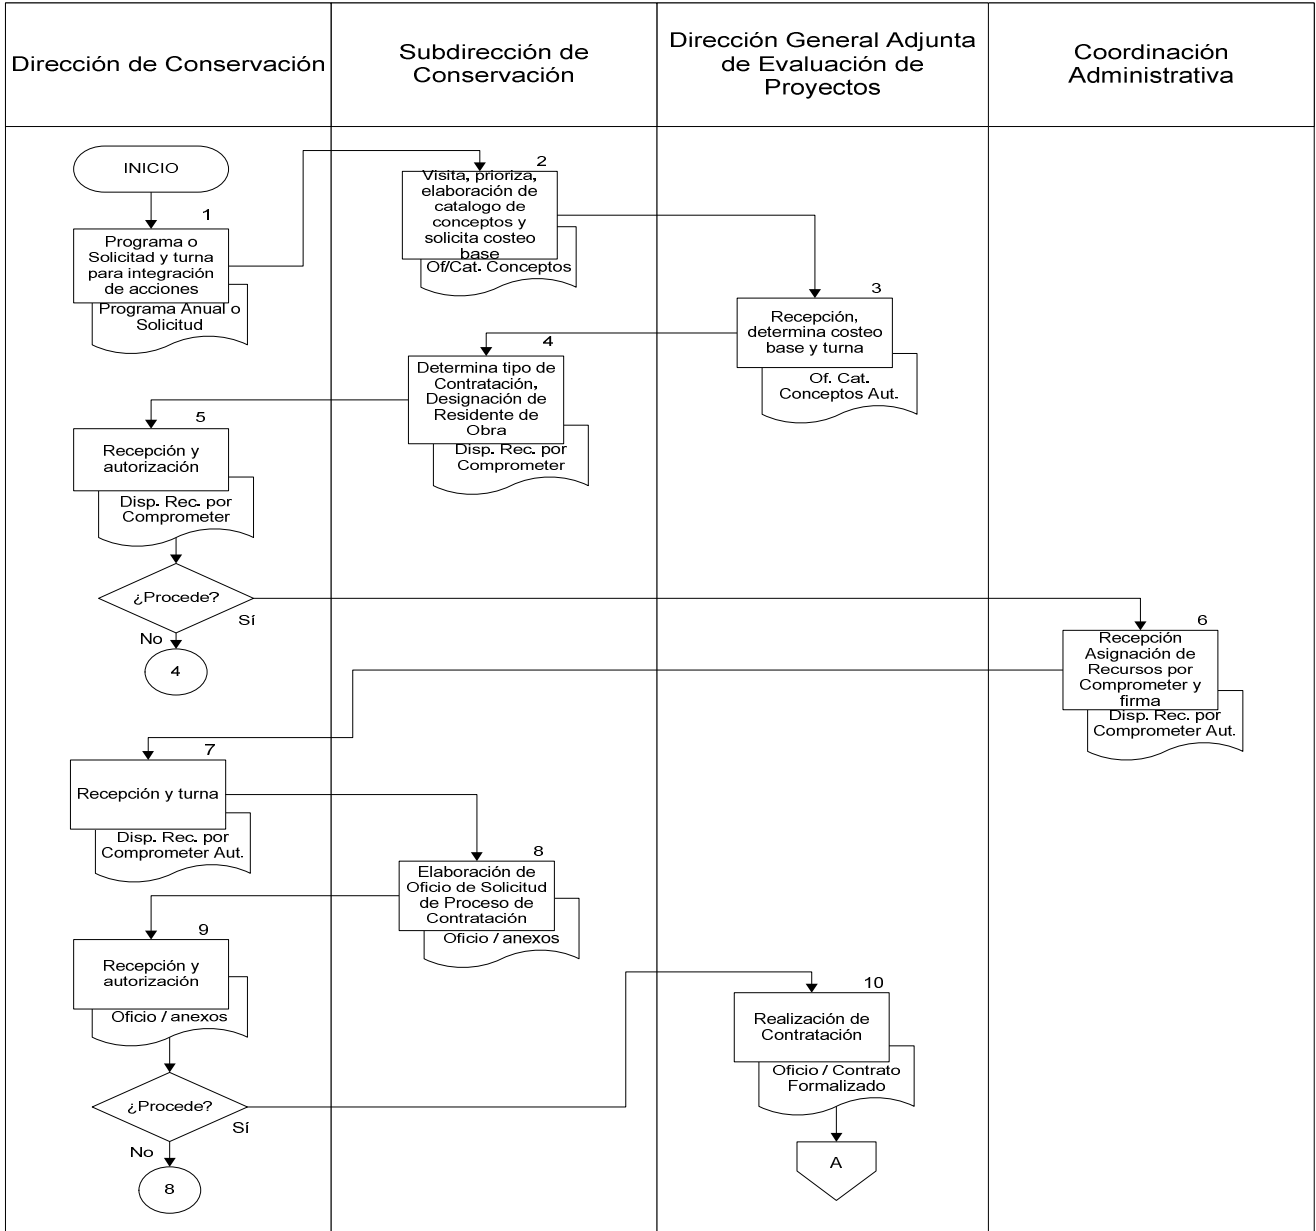 Dirección de Conservación
Subdirección de
Conservación
Dirección General Adjunta
de Evaluación de
Proyectos
Coordinación
Administrativa
INICIO
1
Programa o
Solicitad y turna
para integración
de acciones
Programa Anual o
Solicitud
2
Visita, prioriza,
elaboración de
catalogo de
conceptos y
solicita costeo
base
Of/Cat. Conceptos
3
Recepción,
determina costeo
base y turna
Of. Cat.
Conceptos Aut.
4
Determina tipo de
Contratación,
Designación de
Residente de
Obra
Disp. Rec. por
Comprometer
5
Recepción y
autorización
Disp. Rec. por
Comprometer
¿Procede?
Sí
No
4
6
Recepción
Asignación de
Recursos por
Comprometer y
firma
Disp. Rec. por
Comprometer Aut.
7
Recepción y turna
Disp. Rec. por
Comprometer Aut.
8
Elaboración de
Oficio de Solicitud
de Proceso de
Contratación
Oficio / anexos
9
Recepción y
autorización
Oficio / anexos
¿Procede?
Sí
No
8
10
Realización de
Contratación
Oficio / Contrato
Formalizado
A